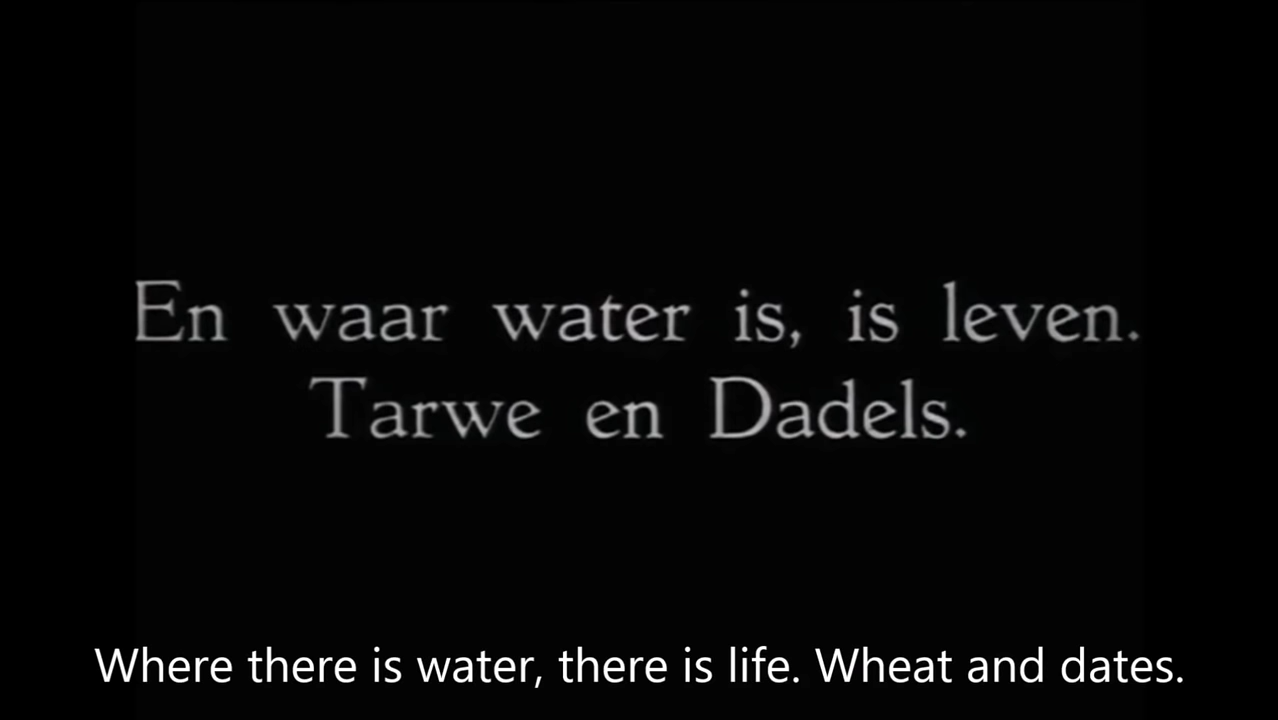 En waar water is, is leven.
Tarwe en Dadels.
Where there is water, there is life. Wheat and dates.